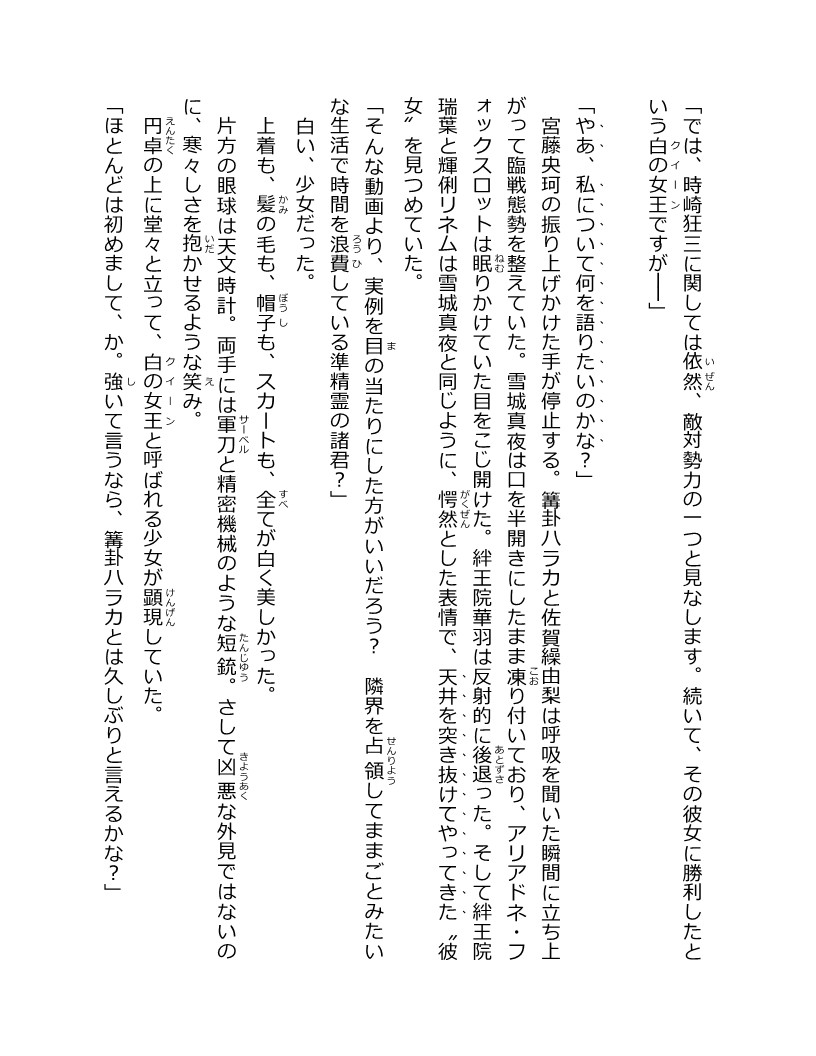 「では、時崎狂三に関しては依然、敵対勢力の一つと見なします。続いて、その彼女に勝利したと
いう白の女王ですが――」
「やあ、私について何を語りたいのかな？」
宮藤央珂の振り上げかけた手が停止する。篝卦ハラカと佐賀繰由梨は呼吸を聞いた瞬間に立ち上
がって臨戦態勢を整えていた。雪城真夜は口を半開きにしたまま凍り付いており、アリアドネ・フ
ォックスロットは眠りかけていた目をこじ開けた。絆王院華羽は反射的に後退った。そして絆王院
瑞葉と輝俐リネムは雪城真夜と同じように、愕然とした表情で、天井を突き抜けてやってきた〝彼
女〟を見つめていた。
「そんな動画より、実例を目の当たりにした方がいいだろう？　隣界を占領してままごとみたい
な生活で時間を浪費している準精霊の諸君？」
白い、少女だった。
上着も、髪の毛も、帽子も、スカートも、全てが白く美しかった。
片方の眼球は天文時計。両手には軍刀と精密機械のような短銃。さして凶悪な外見ではないの
に、寒々しさを抱かせるような笑み。
円卓の上に堂々と立って、白の女王と呼ばれる少女が顕現していた。
「ほとんどは初めまして、か。強いて言うなら、篝卦ハラカとは久しぶりと言えるかな？」